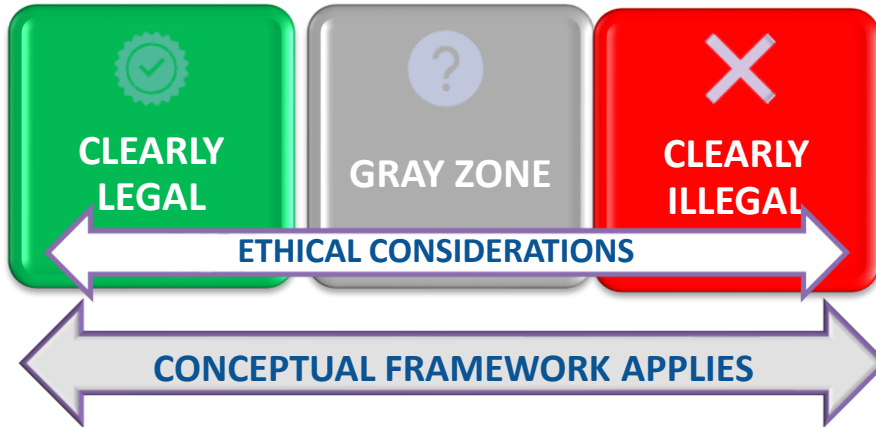 CLEARLY
LEGAL
?
GRAY ZONE
CLEARLY
ILLEGAL
ETHICAL CONSIDERATIONS
CONCEPTUAL FRAMEWORK APPLIES